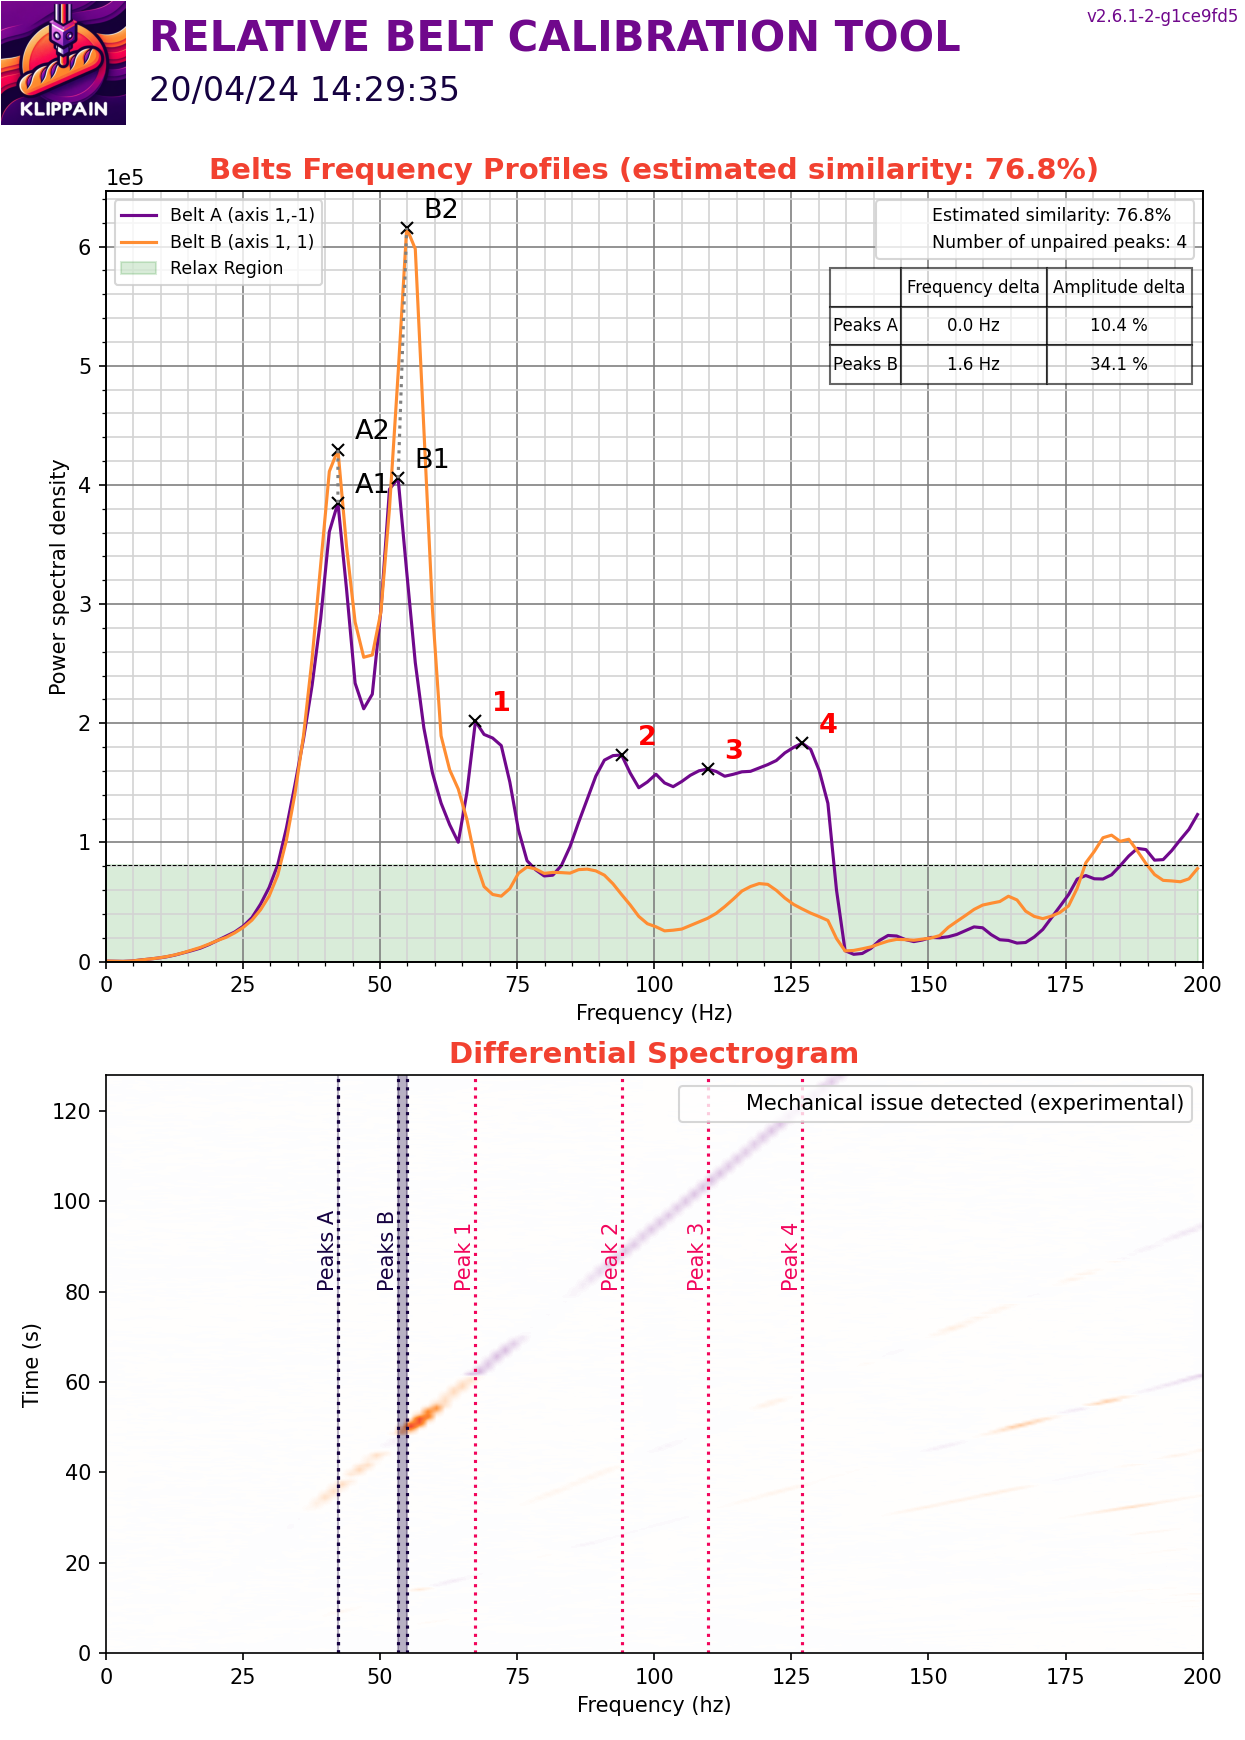 v2.6.1-2-g1ce9fd5
RELATIVE BELT CALIBRATION TOOL
20/04/24 14:29:35
KLIPPAIN
Belts Frequency Profiles (estimated similarity: 76.8%)
1e5
Belt A (axis 1,-1)
Belt B (axis 1, 1)
Relax Region
Estimated similarity: 76.8%
Number of unpaired peaks: 4
Frequency delta Amplitude delta
Peaks A 0.0 Hz 10.4 %
Peaks B 1.6 Hz 34.1 %
B2
A2
B1
A1
1
2
3
4
Power spectral density
6
5
4
3
2
1
0
0 25 50 75 100 125 150 175 200
Frequency (Hz)
Differential Spectrogram
Mechanical issue detected (experimental)
Peaks A
Peaks B
Peak 1
Peak 2
Peak 3
Peak 4
Time (s)
120
100
80
60
40
20
0
0 25 50 75 100 125 150 175 200
Frequency (hz)